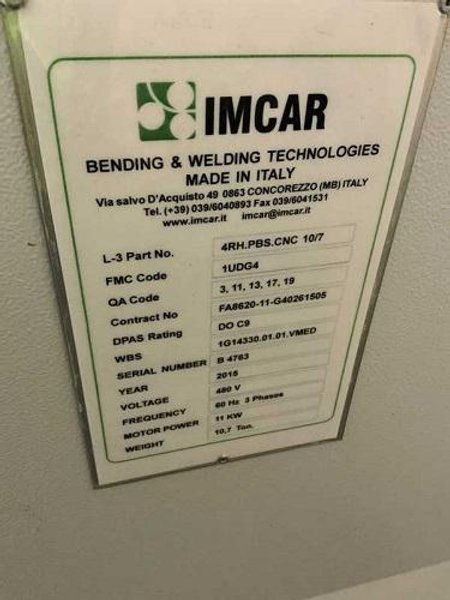 IMCAR
BENDING & WELDING TECHNOLOGIES
MADE IN ITALY
Via salvo D'Acquisto 49 0863 CONCOREZZO (MB) ITALY
Tel. (+39) 039/6040893 Fax 039/6041531
www.imcar.it imcar@imcar.it
L-3 Part No. 4RH.PBS.CNC 10/7
FMC Code 1UDG4
QA Code 3, 11, 13, 17, 19
Contract No FA8620-11-G40261505
DPAS Rating DO C9
WBS 1G14330.01.01.VMED
SERIAL NUMBER B 4763
YEAR 2015
VOLTAGE 480 V
FREQUENCY 60 Hz 3 Phases
MOTOR POWER 11 KW
WEIGHT 10,7 Ton.